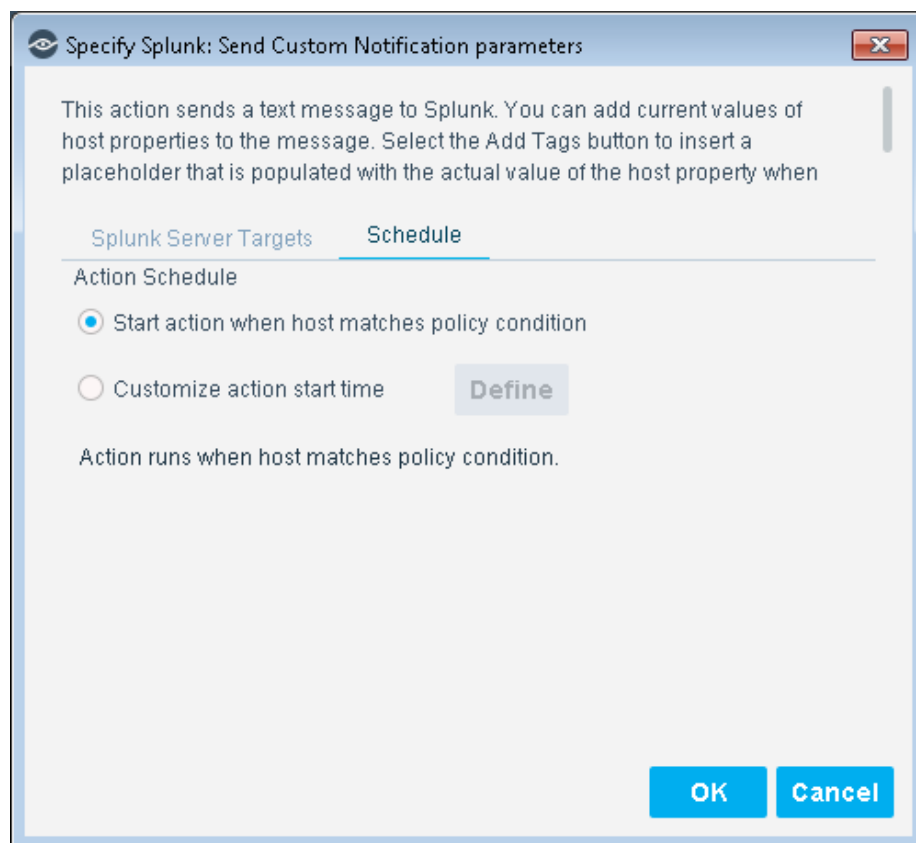 Specify Splunk: Send Custom Notification parameters
This action sends a text message to Splunk. You can add current values of
host properties to the message. Select the Add Tags button to insert a
placeholder that is populated with the actual value of the host property when
Splunk Server Targets Schedule
Action Schedule
Start action when host matches policy condition
Customize action start time Define
Action runs when host matches policy condition.
OK Cancel